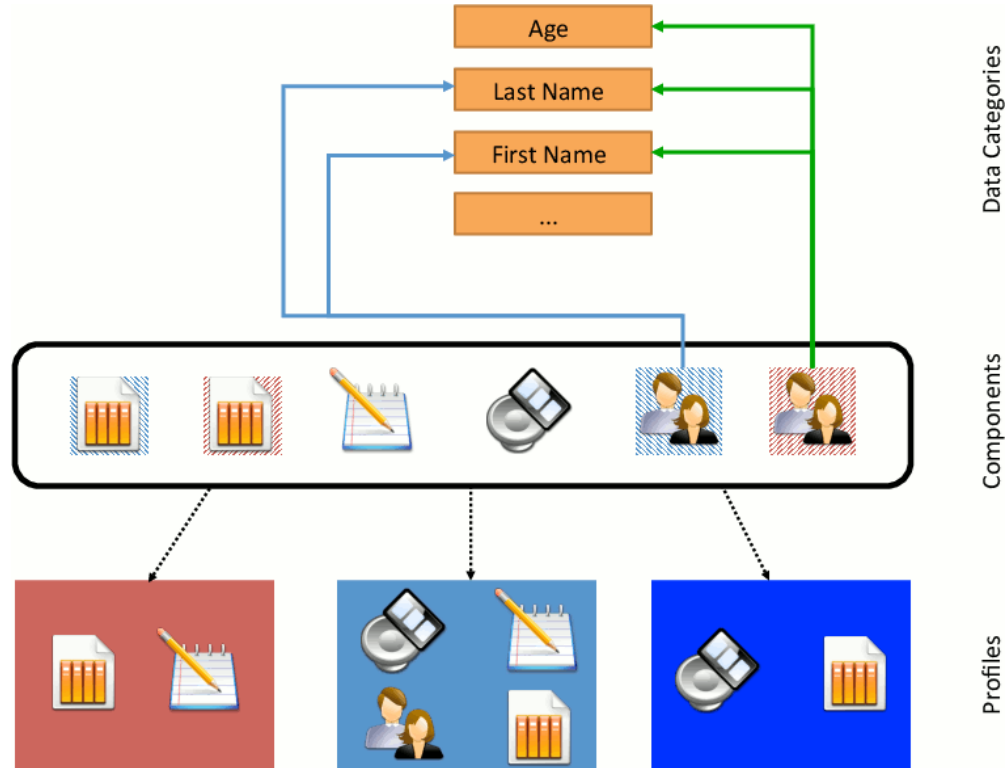 Age
Last Name
First Name
...
Data Categories
Components
Profiles